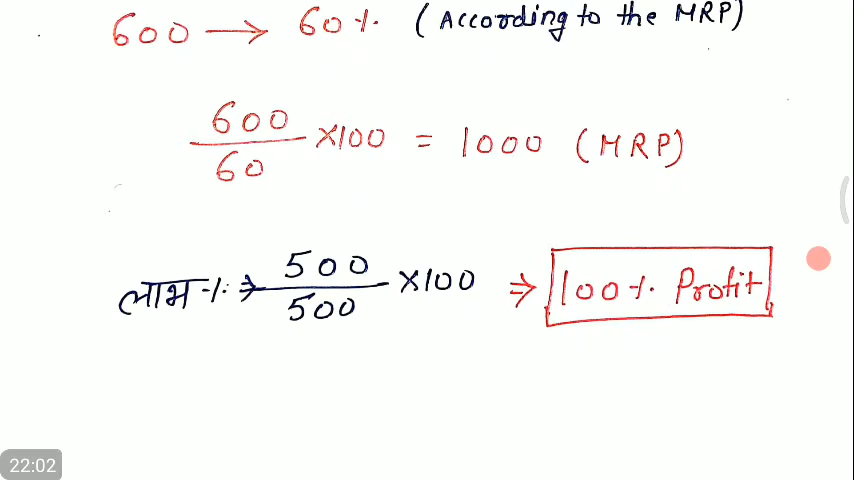 600 → 60% (According to the MRP)
600/60 ×100 = 1000 (MRP)
लाभ % ⇒ 500/500 ×100 ⇒ 100% Profit
22:02